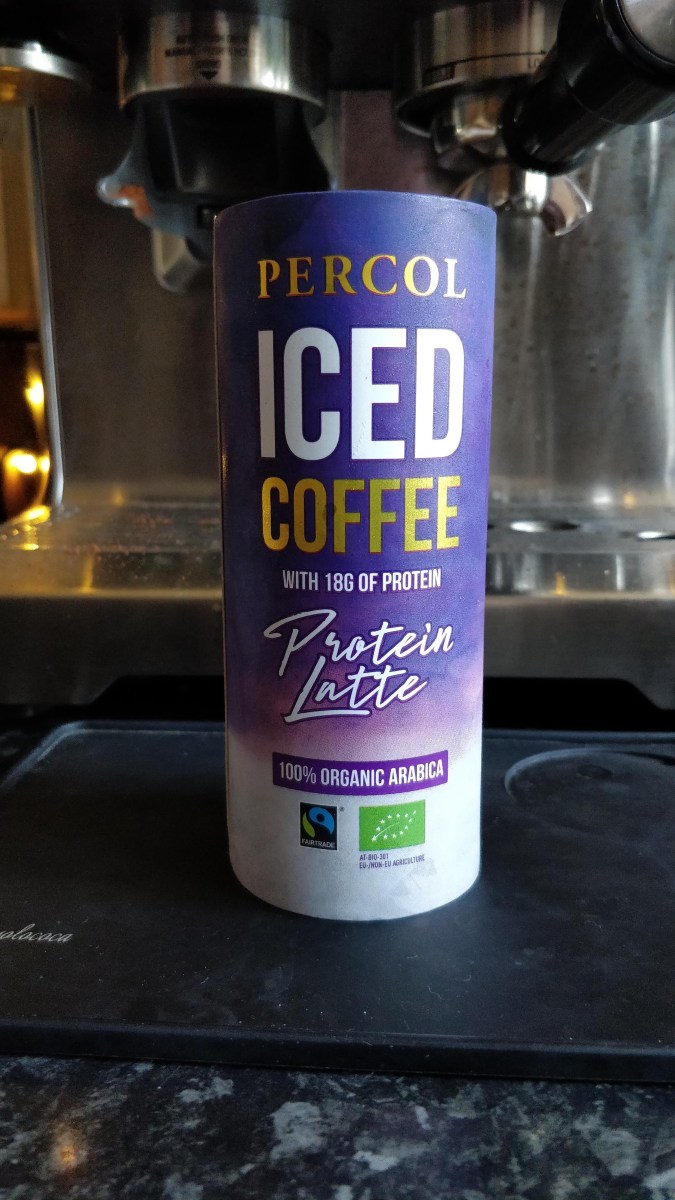 PERCOL
ICED
COFFEE
WITH 18G OF PROTEIN
Protein
Latte
100% ORGANIC ARABICA
FAIRTRADE
®
AT-BIO-301
EU-/NON-EU AGRICULTURE